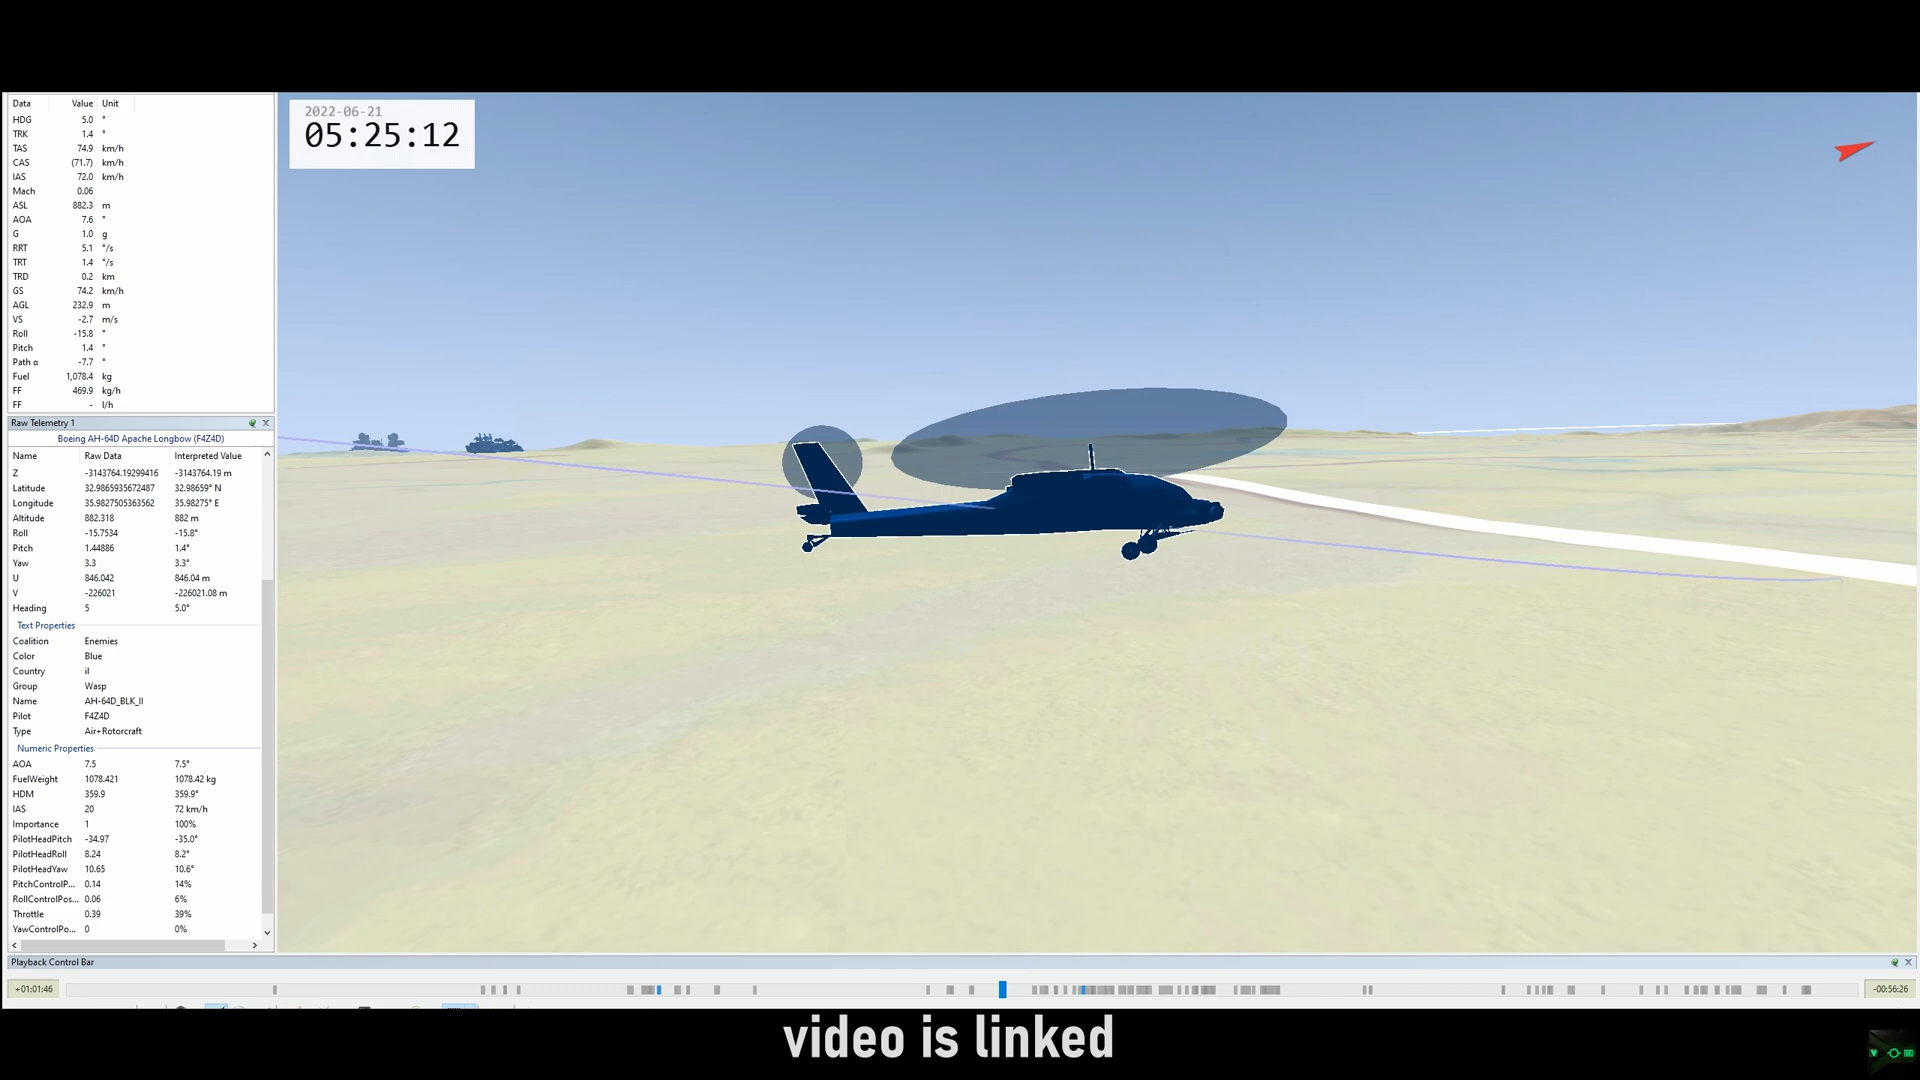 Data Value Unit
HDG 5.0 °
TRK 1.4 °
TAS 74.9 km/h
CAS (71.7) km/h
IAS 72.0 km/h
Mach 0.06
ASL 882.3 m
AOA 7.6 °
G 1.0 g
RRT 5.1 °/s
TRT 1.4 °/s
TRD 0.2 km
GS 74.2 km/h
AGL 232.9 m
VS -2.7 m/s
Roll -15.8 °
Pitch 1.4 °
Path α -7.7 °
Fuel 1,078.4 kg
FF 469.9 kg/h
FF - l/h
Raw Telemetry 1
Boeing AH-64D Apache Longbow (F4Z4D)
Name Raw Data Interpreted Value
Z -3143764.19299416 -3143764.19 m
Latitude 32.9865935672487 32.98659° N
Longitude 35.9827505363562 35.98275° E
Altitude 882.318 882 m
Roll -15.7534 -15.8°
Pitch 1.44886 1.4°
Yaw 3.3 3.3°
U 846.042 846.04 m
V -226021 -226021.08 m
Heading 5 5.0°
Text Properties
Coalition Enemies
Color Blue
Country il
Group Wasp
Name AH-64D_BLK_II
Pilot F4Z4D
Type Air+Rotorcraft
Numeric Properties
AOA 7.5 7.5°
FuelWeight 1078.421 1078.42 kg
HDM 359.9 359.9°
IAS 20 72 km/h
Importance 1 100%
PilotHeadPitch -34.97 -35.0°
PilotHeadRoll 8.24 8.2°
PilotHeadYaw 10.65 10.6°
PitchControlP... 0.14 14%
RollControlPos... 0.06 6%
Throttle 0.39 39%
YawControlPo... 0 0%
2022-06-21
05:25:12
Playback Control Bar
+01:01:46
-00:56:26
video is linked